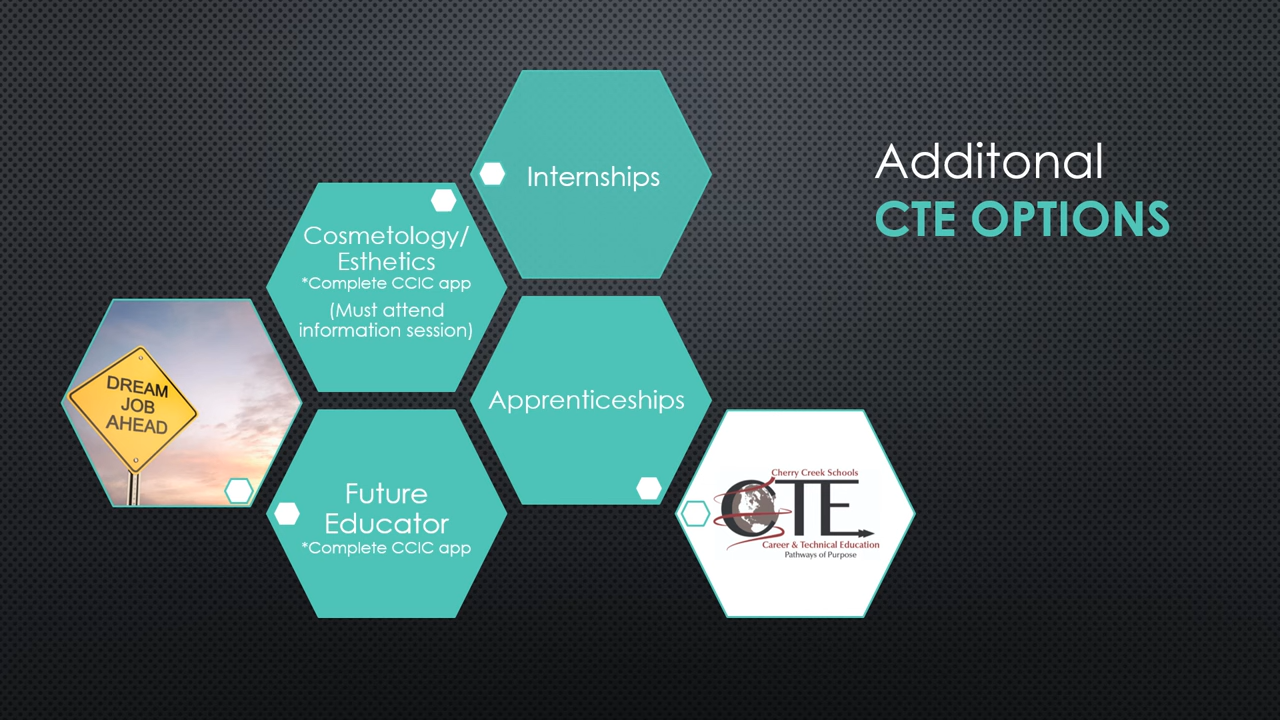 Additonal
CTE OPTIONS
Internships
Cosmetology/
Esthetics
*Complete CCIC app
(Must attend
information session)
Apprenticeships
DREAM
JOB
AHEAD
Future
Educator
*Complete CCIC app
Cherry Creek Schools
CTE
Career & Technical Education
Pathways of Purpose